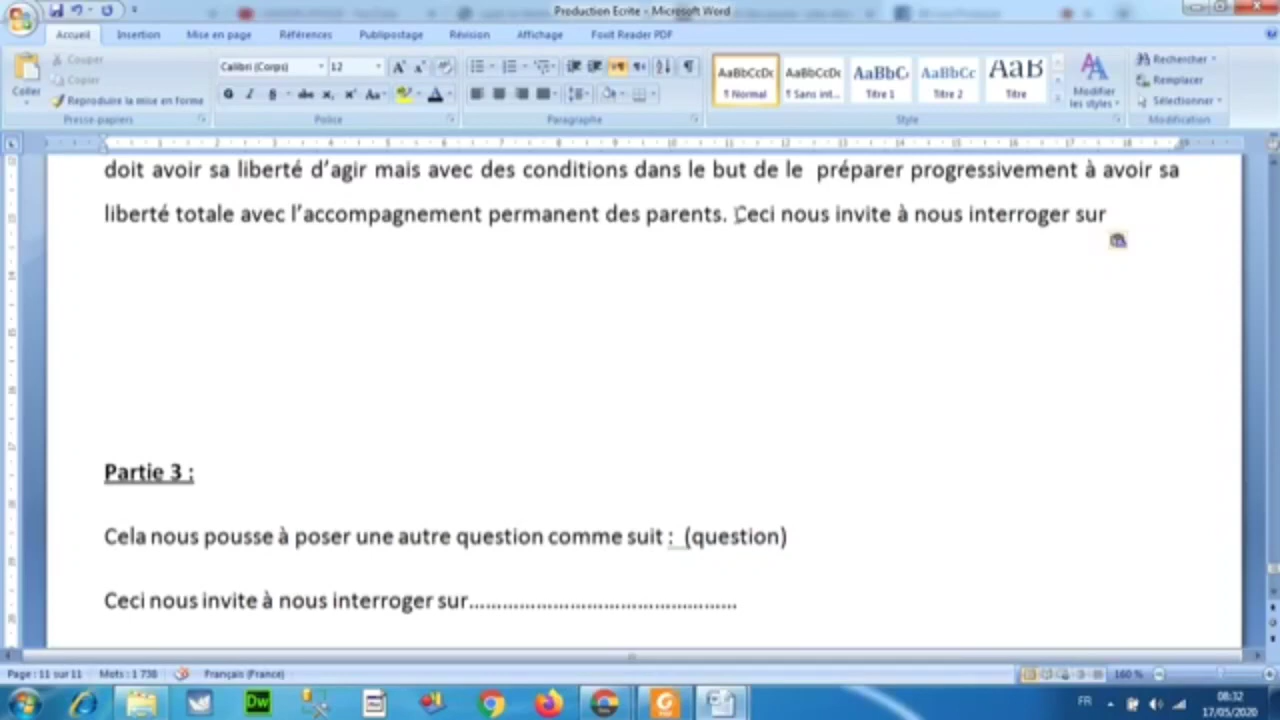 Production Ecrite - Microsoft Word
Accueil Insertion Mise en page Références Publipostage Révision Affichage Foxit Reader PDF
Coller
Couper
Copier
Reproduire la mise en forme
Presse-papiers
Calibri (Corps) 12
Police
Paragraphe
AaBbCcDc AaBbCcDc AaBbC AaBbCc AaB
¶ Normal ¶ Sans int... Titre 1 Titre 2 Titre
Modifier les styles
Style
Rechercher
Remplacer
Sélectionner
Modification
doit avoir sa liberté d’agir mais avec des conditions dans le but de le préparer progressivement à avoir sa
liberté totale avec l’accompagnement permanent des parents. Ceci nous invite à nous interroger sur
Partie 3 :
Cela nous pousse à poser une autre question comme suit : (question)
Ceci nous invite à nous interroger sur................................................
Page : 11 sur 11 Mots : 1 738 Français (France) 160 %
Dw FR 08:32
17/05/2020